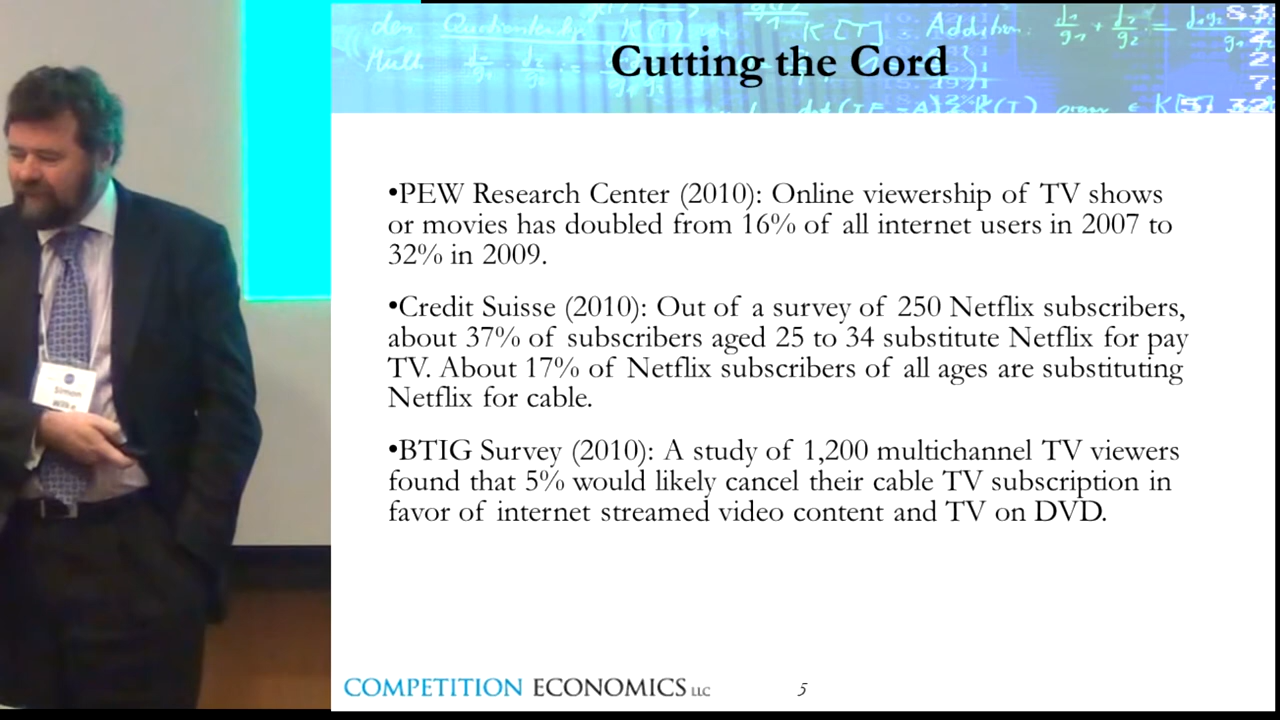 Cutting the Cord
•PEW Research Center (2010): Online viewership of TV shows
or movies has doubled from 16% of all internet users in 2007 to
32% in 2009.
•Credit Suisse (2010): Out of a survey of 250 Netflix subscribers,
about 37% of subscribers aged 25 to 34 substitute Netflix for pay
TV. About 17% of Netflix subscribers of all ages are substituting
Netflix for cable.
•BTIG Survey (2010): A study of 1,200 multichannel TV viewers
found that 5% would likely cancel their cable TV subscription in
favor of internet streamed video content and TV on DVD.
Simon
COMPETITION ECONOMICS LLC
5